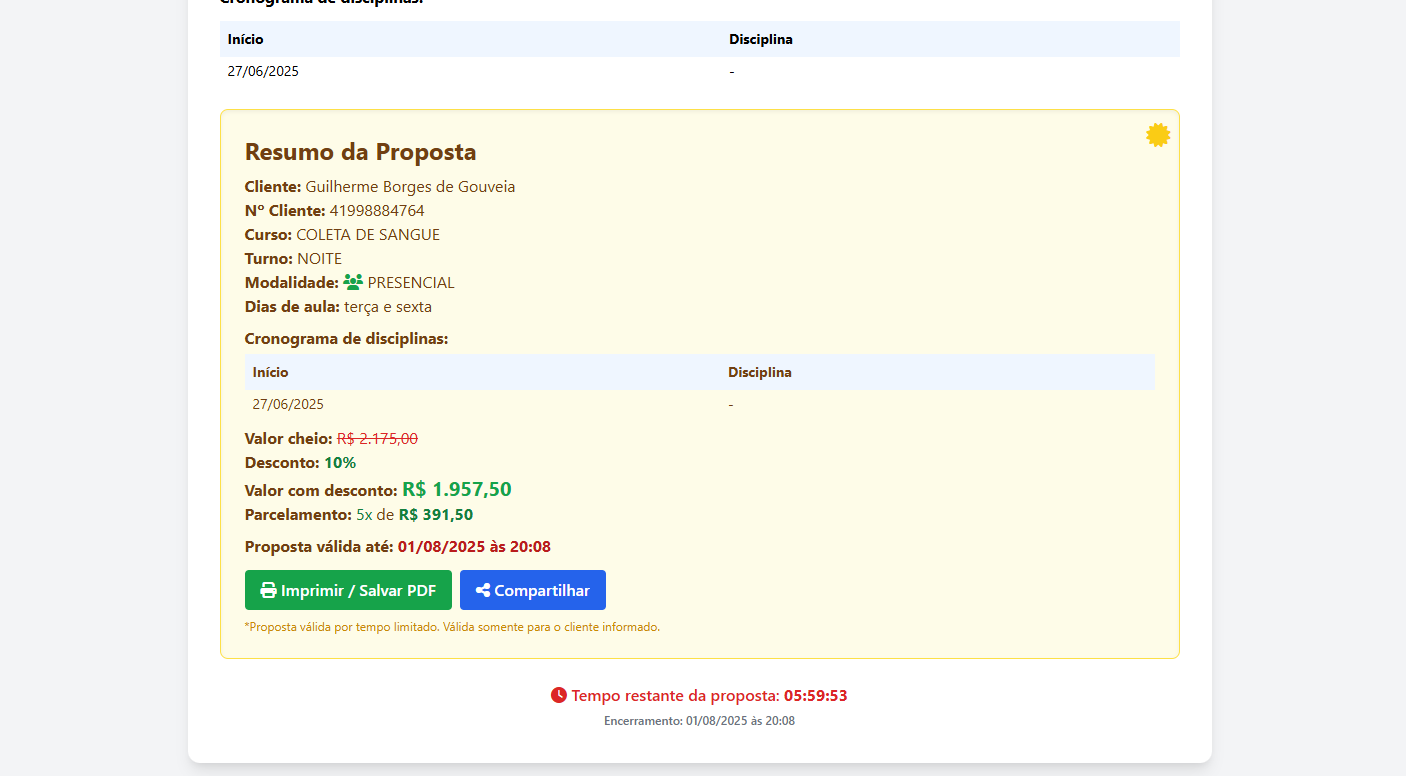 Cronograma de disciplinas:
Início Disciplina
27/06/2025 -
Resumo da Proposta
Cliente: Guilherme Borges de Gouveia
Nº Cliente: 41998884764
Curso: COLETA DE SANGUE
Turno: NOITE
Modalidade: PRESENCIAL
Dias de aula: terça e sexta
Cronograma de disciplinas:
Início Disciplina
27/06/2025 -
Valor cheio: R$ 2.175,00
Desconto: 10%
Valor com desconto: R$ 1.957,50
Parcelamento: 5x de R$ 391,50
Proposta válida até: 01/08/2025 às 20:08
Imprimir / Salvar PDF Compartilhar
*Proposta válida por tempo limitado. Válida somente para o cliente informado.
Tempo restante da proposta: 05:59:53
Encerramento: 01/08/2025 às 20:08